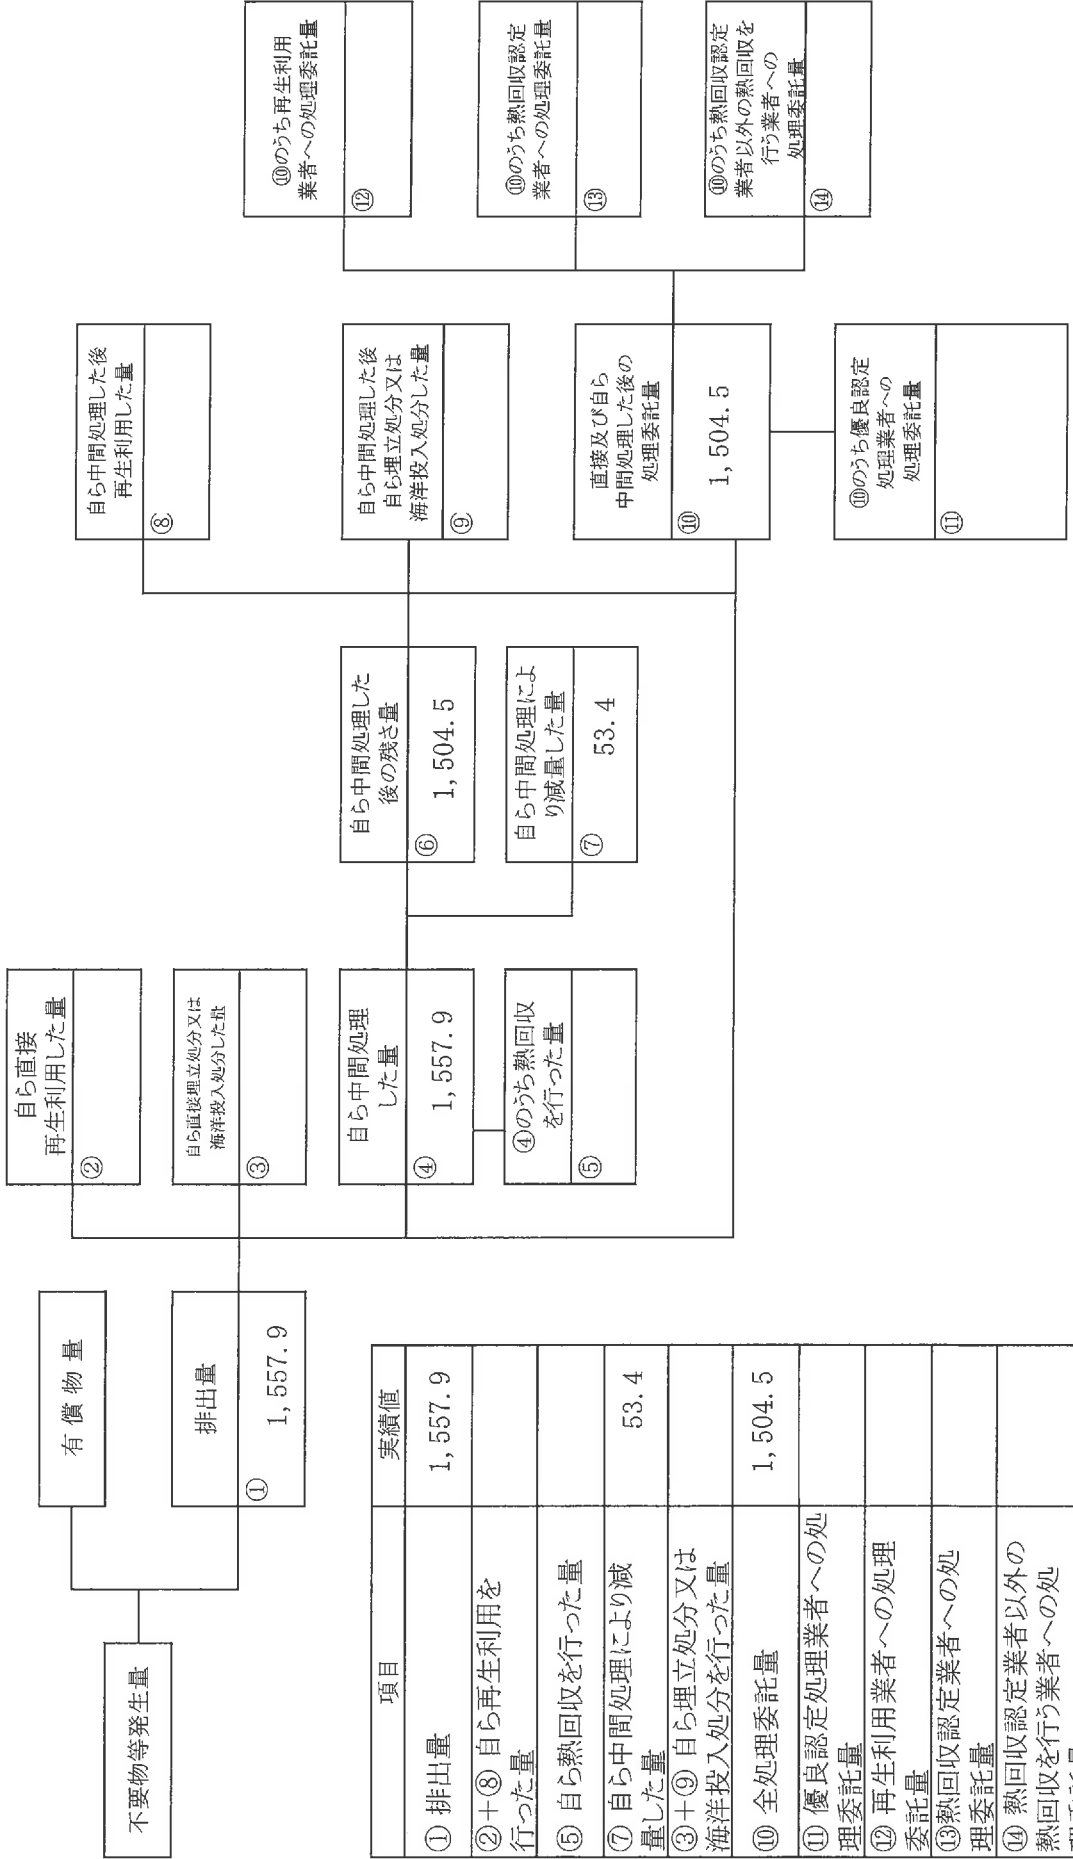 不要物等発生量
有償物量
排出量
①
1,557.9
自ら直接
再生利用した量
②
自ら直接埋立処分又は
海洋投入処分した量
③
自ら中間処理
した量
④
1,557.9
④のうち熱回収
を行った量
⑤
自ら中間処理した
後の残さ量
⑥
1,504.5
自ら中間処理によ
り減量した量
⑦
53.4
自ら中間処理した後
再生利用した量
⑧
自ら中間処理した後
自ら埋立処分又は
海洋投入処分した量
⑨
直接及び自ら
中間処理した後の
処理委託量
⑩
1,504.5
⑩のうち優良認定
処理業者への
処理委託量
⑪
⑩のうち再生利用
業者への処理委託量
⑫
⑩のうち熱回収認定
業者への処理委託量
⑬
⑩のうち熱回収認定
業者以外の熱回収を
行う業者への
処理委託量
⑭
項目 実績値
① 排出量 1,557.9
②+⑧ 自ら再生利用を
行った量
⑤ 自ら熱回収を行った量
⑦ 自ら中間処理により減
量した量 53.4
③+⑨ 自ら埋立処分又は
海洋投入処分を行った量
⑩ 全処理委託量 1,504.5
⑪ 優良認定処理業者への処
理委託量
⑫ 再生利用業者への処理
委託量
⑬熱回収認定業者への処
理委託量
⑭ 熱回収認定業者以外の
熱回収を行う業者への処